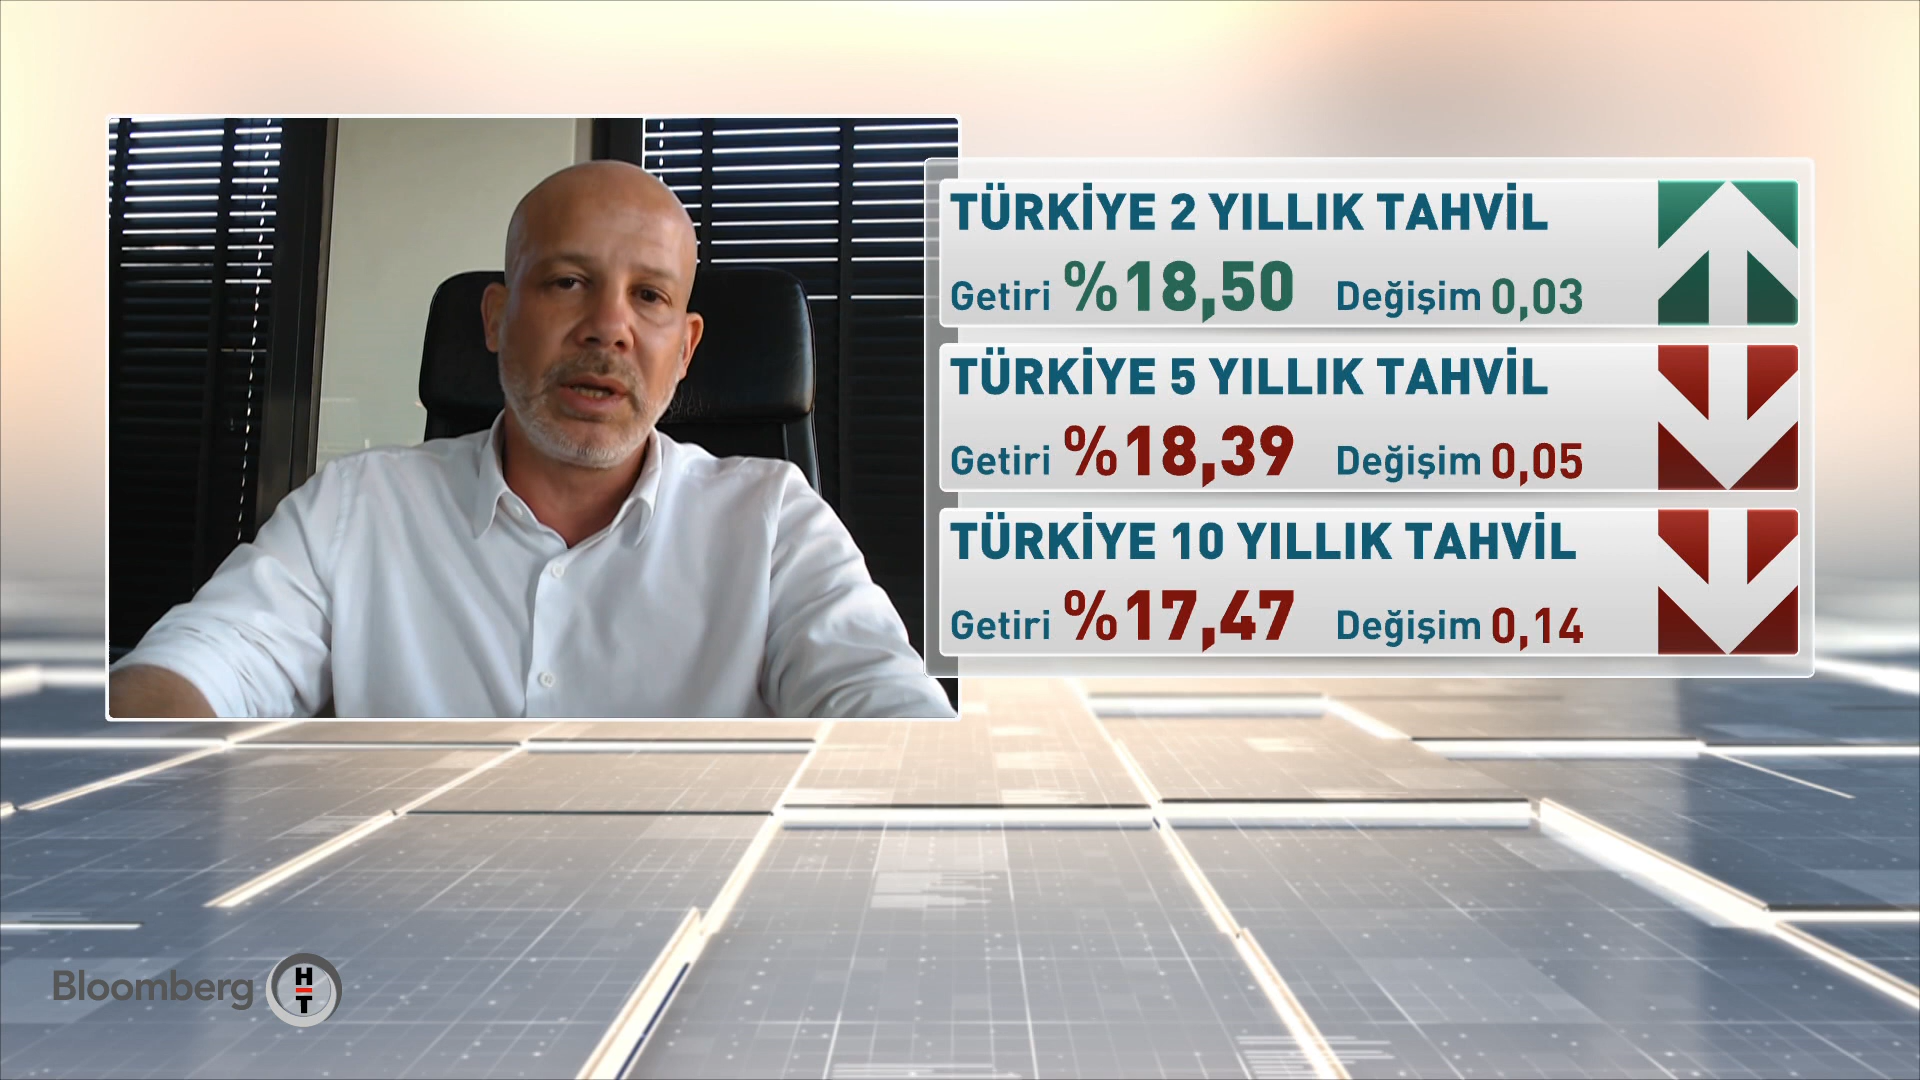 TÜRKİYE 2 YILLIK TAHVİL
Getiri %18,50 Değişim 0,03
TÜRKİYE 5 YILLIK TAHVİL
Getiri %18,39 Değişim 0,05
TÜRKİYE 10 YILLIK TAHVİL
Getiri %17,47 Değişim 0,14
Bloomberg HT